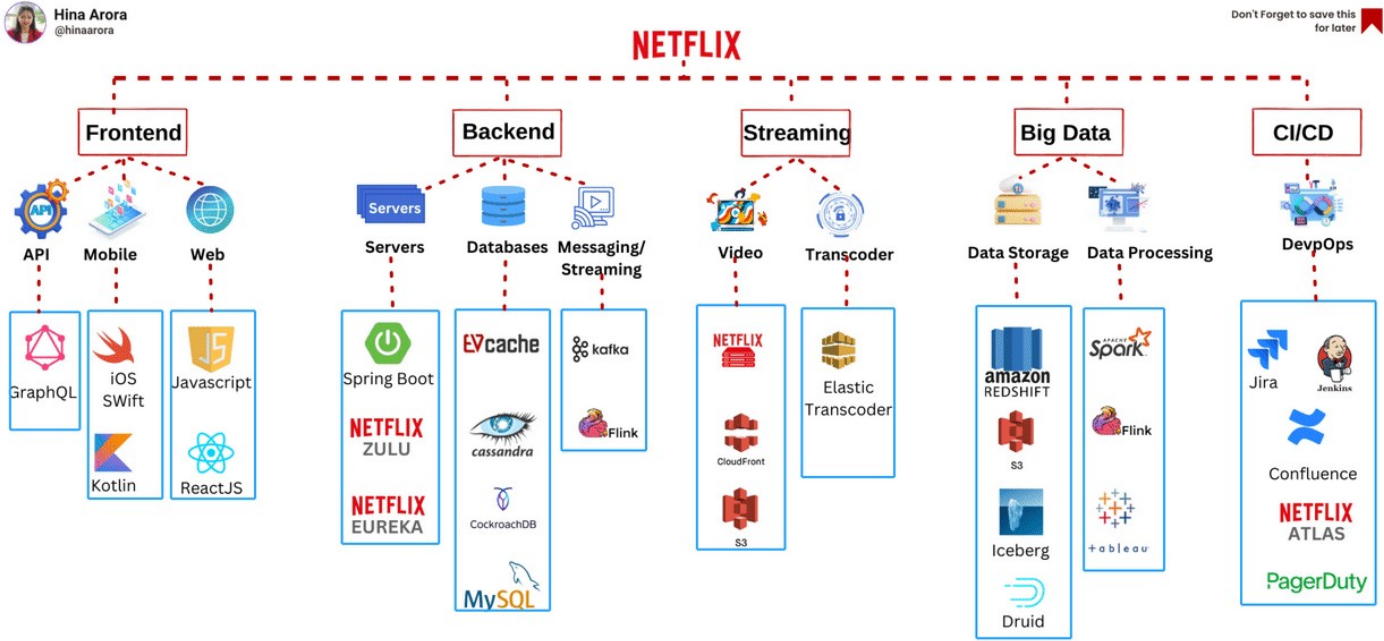 Hina Arora
@hinaarora
Don't Forget to save this
for later
NETFLIX
Frontend
Backend
Streaming
Big Data
CI/CD
API
API
Mobile
Web
Servers
Servers
Databases
Messaging/
Streaming
Video
Transcoder
Data Storage
Data Processing
DevpOps
GraphQL
iOS
SWift
Kotlin
JS
Javascript
ReactJS
Spring Boot
NETFLIX
ZULU
NETFLIX
EUREKA
EVcache
cassandra
CockroachDB
MySQL
kafka
Flink
NETFLIX
CloudFront
S3
Elastic
Transcoder
amazon
REDSHIFT
S3
Iceberg
Druid
APACHE
Spark
Flink
+ableau
Jira
Jenkins
Confluence
NETFLIX
ATLAS
PagerDuty